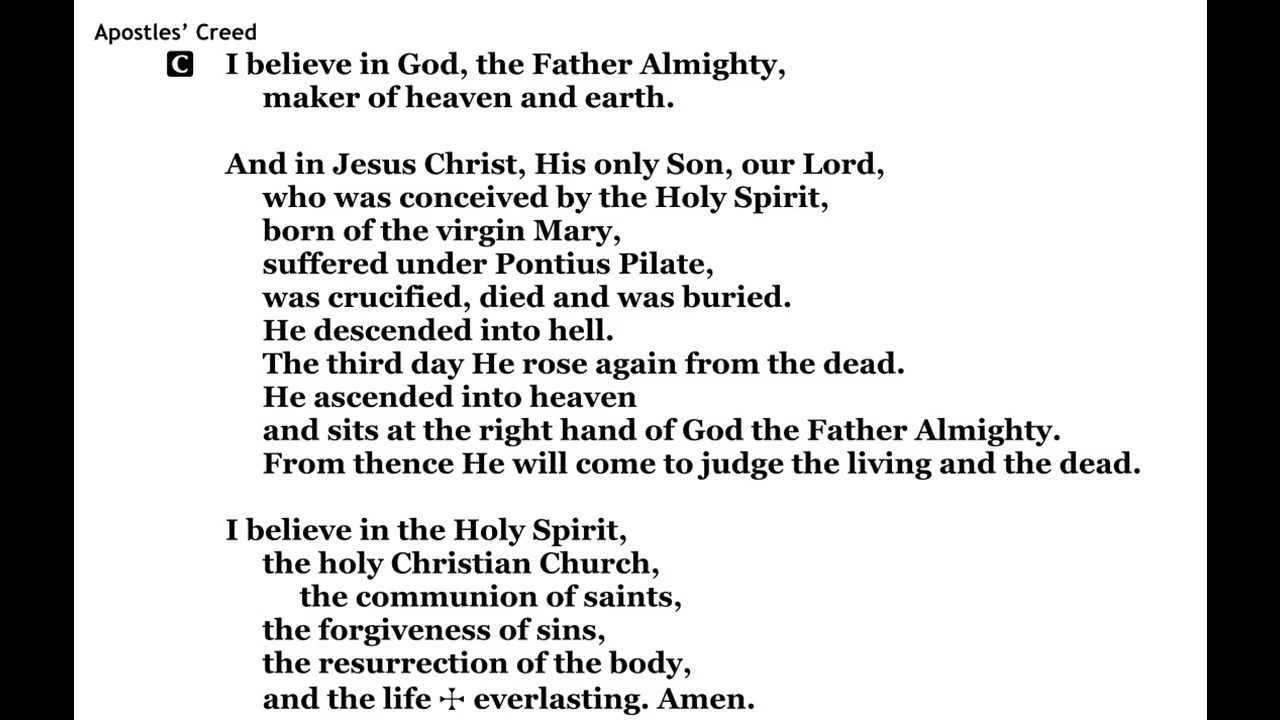 Apostles’ Creed
C I believe in God, the Father Almighty,
maker of heaven and earth.
And in Jesus Christ, His only Son, our Lord,
who was conceived by the Holy Spirit,
born of the virgin Mary,
suffered under Pontius Pilate,
was crucified, died and was buried.
He descended into hell.
The third day He rose again from the dead.
He ascended into heaven
and sits at the right hand of God the Father Almighty.
From thence He will come to judge the living and the dead.
I believe in the Holy Spirit,
the holy Christian Church,
the communion of saints,
the forgiveness of sins,
the resurrection of the body,
and the life ☩ everlasting. Amen.